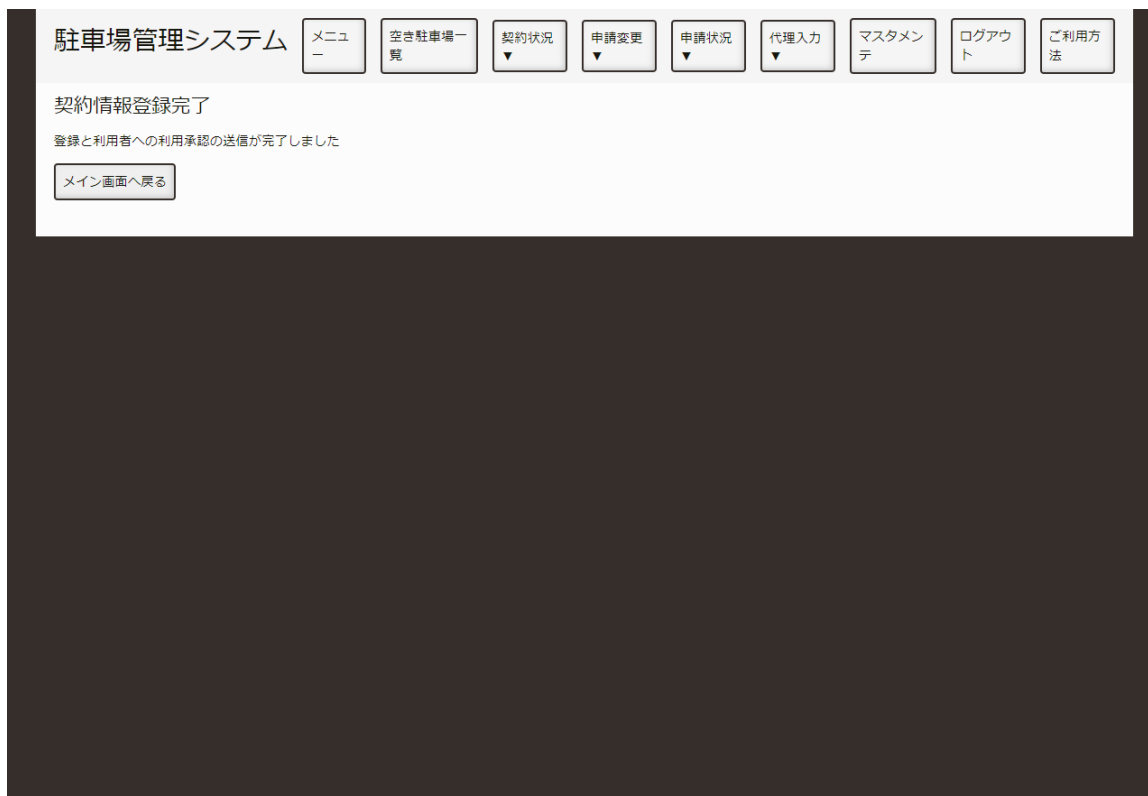 駐車場管理システム
メニュ
ー
空き駐車場一
覧
契約状況
▼
申請変更
▼
申請状況
▼
代理入力
▼
マスタメン
テ
ログアウ
ト
ご利用方
法
契約情報登録完了
登録と利用者への利用承認の送信が完了しました
メイン画面へ戻る